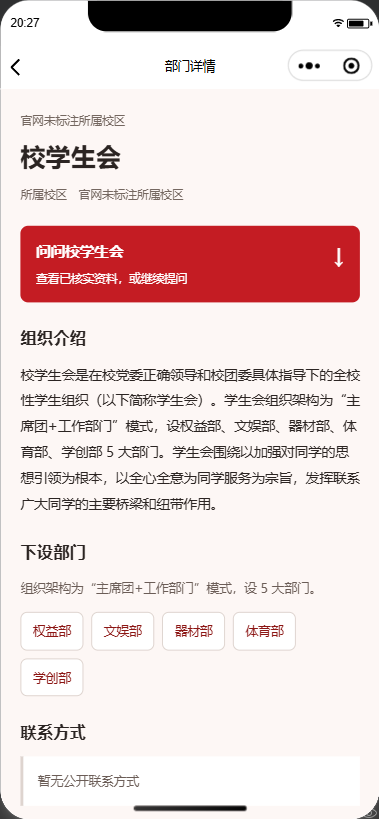 20:27
部门详情
官网未标注所属校区
校学生会
所属校区 官网未标注所属校区
问问校学生会
查看已核实资料，或继续提问
组织介绍
校学生会是在校党委正确领导和校团委具体指导下的全校
性学生组织（以下简称学生会）。学生会组织架构为“主
席团+工作部门”模式，设权益部、文娱部、器材部、体
育部、学创部 5 大部门。学生会围绕以加强对同学的思
想引领为根本，以全心全意为同学服务为宗旨，发挥联系
广大同学的主要桥梁和纽带作用。
下设部门
组织架构为“主席团+工作部门”模式，设 5 大部门。
权益部 文娱部 器材部 体育部
学创部
联系方式
暂无公开联系方式